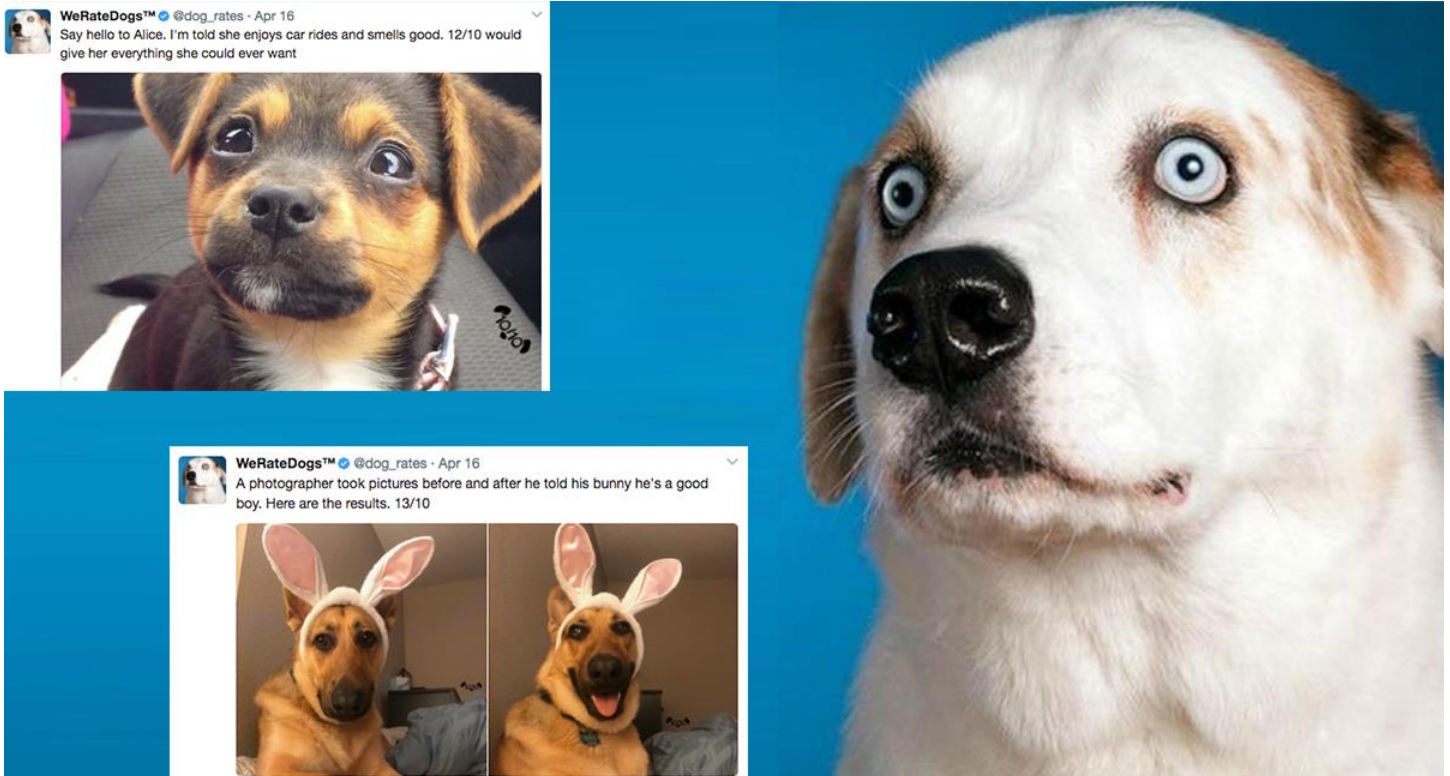 WeRateDogs™ @dog_rates · Apr 16
Say hello to Alice. I'm told she enjoys car rides and smells good. 12/10 would
give her everything she could ever want
10/10
WeRateDogs™ @dog_rates · Apr 16
A photographer took pictures before and after he told his bunny he's a good
boy. Here are the results. 13/10